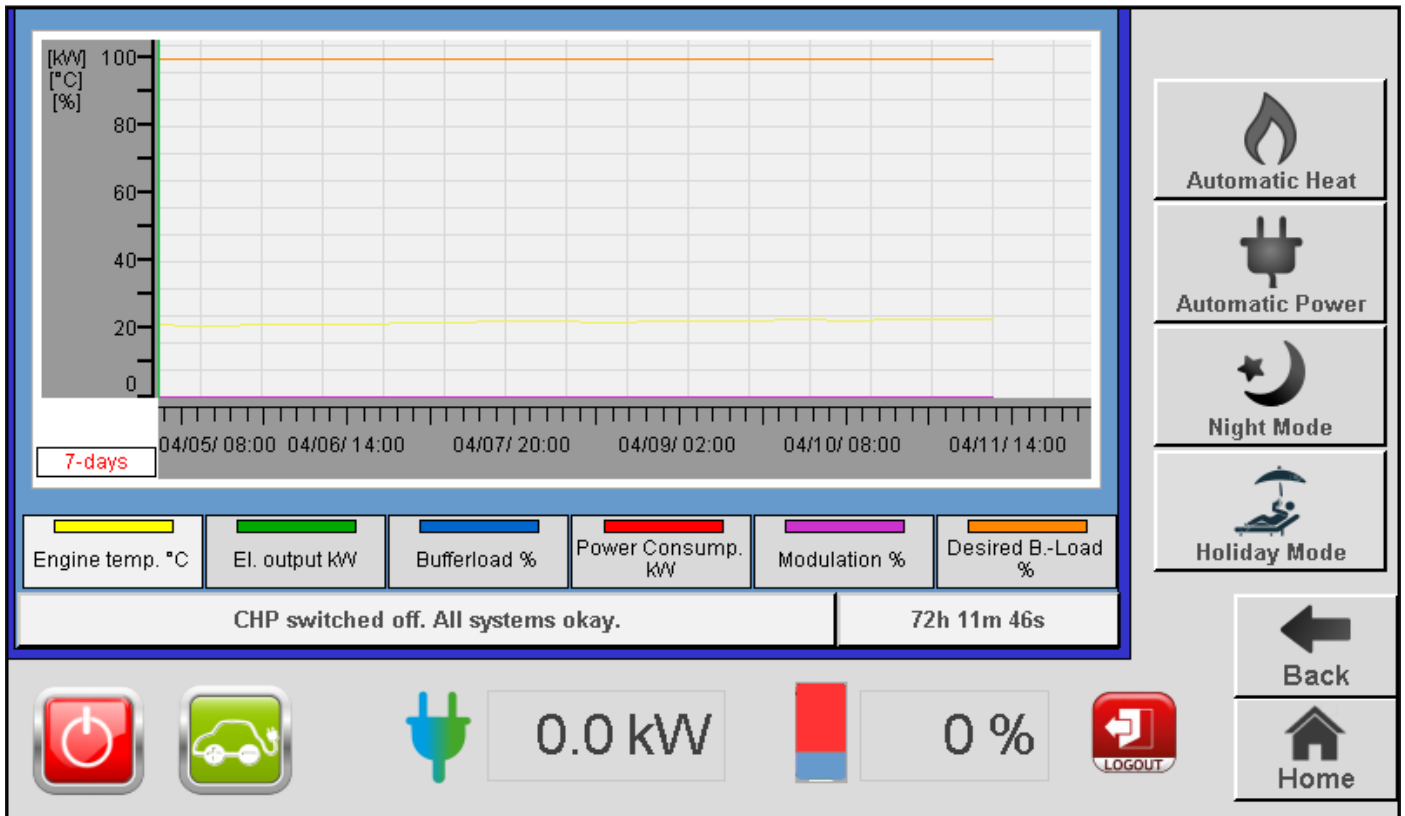 [kW] 100
[°C]
[%]
80
60
40
20
0
04/05/ 08:00 04/06/ 14:00 04/07/ 20:00 04/09/ 02:00 04/10/ 08:00 04/11/ 14:00
7-days
Engine temp. °C
El. output kW
Bufferload %
Power Consump.
kW
Modulation %
Desired B.-Load
%
CHP switched off. All systems okay.
72h 11m 46s
Automatic Heat
Automatic Power
Night Mode
Holiday Mode
Back
0.0 kW
0 %
LOGOUT
Home